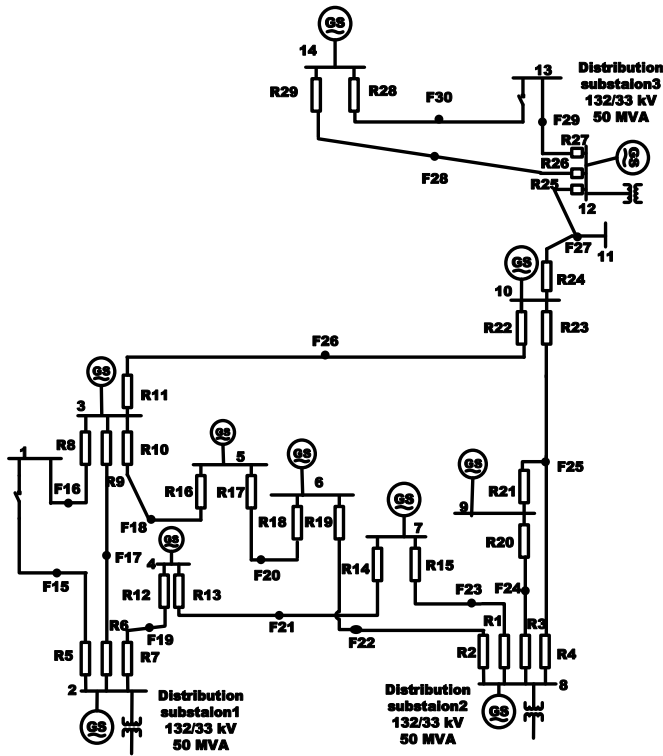 GS
14
13
Distribution
substaion3
132/33 kV
50 MVA
R29
R28
F30
F29
R27
R26
R25
GS
F28
12
F27
11
GS
R24
10
R22
R23
F26
GS
R11
3
1
R8
R9
R10
GS
5
GS
6
GS
9
F25
R21
F16
R16
R17
R18
R19
GS
7
F18
R20
F17
GS
4
F20
R14
R15
F15
R12
R13
F23
F24
F19
F21
F22
R5
R6
R7
R2
R1
R3
R4
2
8
GS
Distribution
substaion1
132/33 kV
50 MVA
Distribution
substaion2
132/33 kV
50 MVA
GS